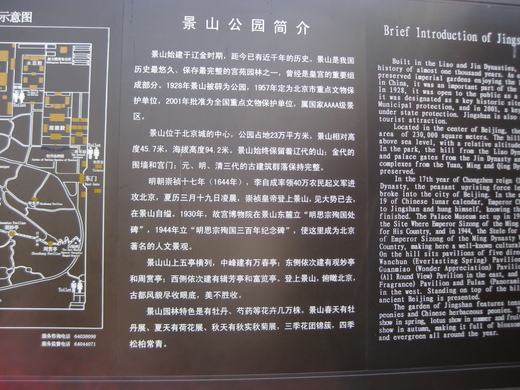 示意图
景山公园简介
景山始建于辽金时期，距今已有近千年的历史。景山是我国
历史最悠久、保存最完整的宫苑园林之一，曾经是皇宫的重要组
成部分。1928年景山被辟为公园，1957年定为北京市重点文物保
护单位，2001年批准为全国重点文物保护单位，属国家AAAA级景
区。
景山位于北京城的中心，公园占地23万平方米，景山相对高
度45.7米，海拔高度94.2米。景山始终保留着辽代的山；金代的
围墙和宫门；元、明、清三代的古建筑群落保持完整。
明朝崇祯十七年（1644年），李自成率领40万农民起义军进
攻北京，夏历三月十九日凌晨，崇祯皇帝登上景山，见大势已去，
在景山自缢。1930年，故宫博物院在景山东麓立“明思宗殉国处
碑”，1944年立“明思宗殉国三百年纪念碑”，使这里成为北京
著名的人文景观。
景山山上五亭横列，中峰建有万春亭；东侧依次建有观妙亭
和周赏亭；西侧依次建有辑芳亭和富览亭。登上景山，俯瞰北京，
古都风貌尽收眼底，美不胜收。
景山园林特色是有牡丹、芍药等花卉几万株。景山春天有牡
丹展、夏天有荷花展、秋天有秋实秋菊展，三季花团锦簇，四季
松柏常青。
Brief Introduction of Jings
Built in the Liao and Jin Dynasties,
history of almost one thousand years. As o
preserved imperial gardens enjoying the
in China, it was an important part of the
In 1928, it was open to the public as
it was designated as a key historic site
Municipal protection, and in 2001, a key
under state protection. Jingshan is also
tourist attraction.
Located in the center of Beijing, the
area of 230,000 square meters. The hill
above sea level, with a relative altitude
in the park, the hill from the Liao Dyn
and palace gates from the Jin Dynasty an
complexes from the Yuan, Ming and Qing Dy
preserved.
In the 17th year of Chongzhen reign (
Dynasty, the peasant uprising force le
broke into the city of Beijing. In the e
19 of Chinese lunar calendar, Emperor C
to Jingshan and hung himself, knowing th
finished. The Palace Museum set up in 19
the Site Where Emperor Sizong of the Ming
for His Country, and in 1944, the Stele for
of Emperor Sizong of the Ming Dynasty
Country, making here a well-known cultural
On the hill sits pavilions of five direc
Wanchun (Everlasting Spring) Pavilion
Guanmiao (Wonder Appreciation) Pavilion
(All Round View) Pavilion in the east, and
Fragrance) Pavilion and Fulan (Panorami
in the west. Standing on top of the hill
ancient Beijing is presented.
The garden of Jingshan features tens
peonies and Chinese herbaceous peonies. T
show in spring, lotus show in summer and fruit
show in autumn, making it full of blossom
and evergreen all around the year.
Toilet
服务咨询电话 64038098
服务监督电话 64044071